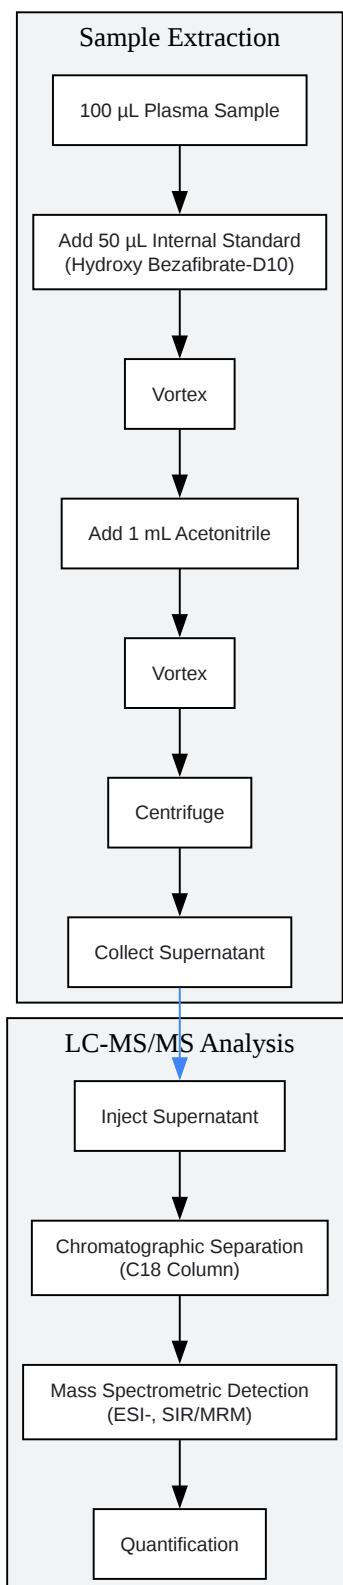 Sample Extraction
100 µL Plasma Sample
Add 50 µL Internal Standard
(Hydroxy Bezafibrate-D10)
Vortex
Add 1 mL Acetonitrile
Vortex
Centrifuge
Collect Supernatant
LC-MS/MS Analysis
Inject Supernatant
Chromatographic Separation
(C18 Column)
Mass Spectrometric Detection
(ESI-, SIR/MRM)
Quantification